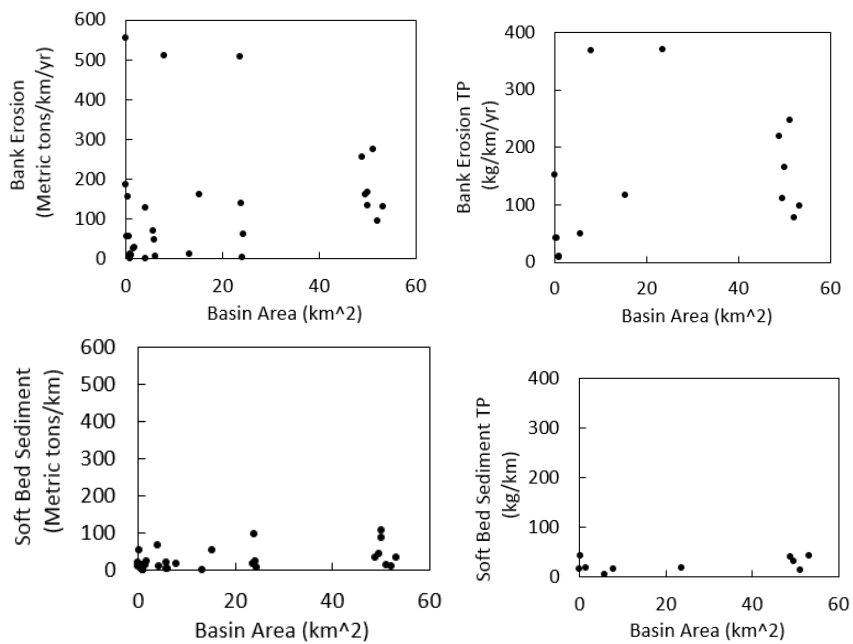 Bank Erosion
(Metric tons/km/yr)
600
500
400
300
200
100
0
0 20 40 60
Basin Area (km^2)
Bank Erosion TP
(kg/km/yr)
400
300
200
100
0
0 20 40 60
Basin Area (km^2)
Soft Bed Sediment
(Metric tons/km)
600
500
400
300
200
100
0
0 20 40 60
Basin Area (km^2)
Soft Bed Sediment TP
(kg/km)
400
300
200
100
0
0 20 40 60
Basin Area (km^2)